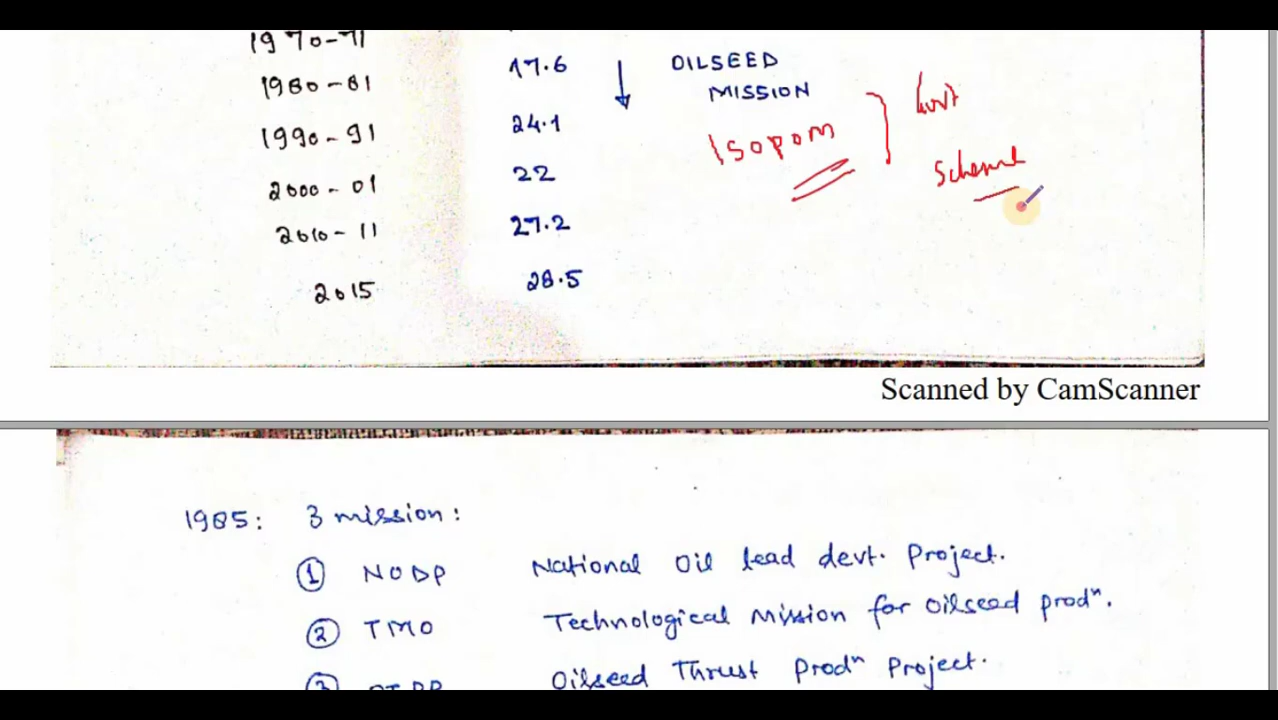 1970-71
17.6
OILSEED
1980-81
MISSION
Govt
24.1
Isopom
1990-91
Scheme
22
2000-01
27.2
2010-11
28.5
2015
Scanned by CamScanner
1985: 3 mission:
① NODP National Oil lead devt. Project.
② TMO Technological Mission for Oilseed prodⁿ.
③ Oilseed Thrust Prodⁿ Project.